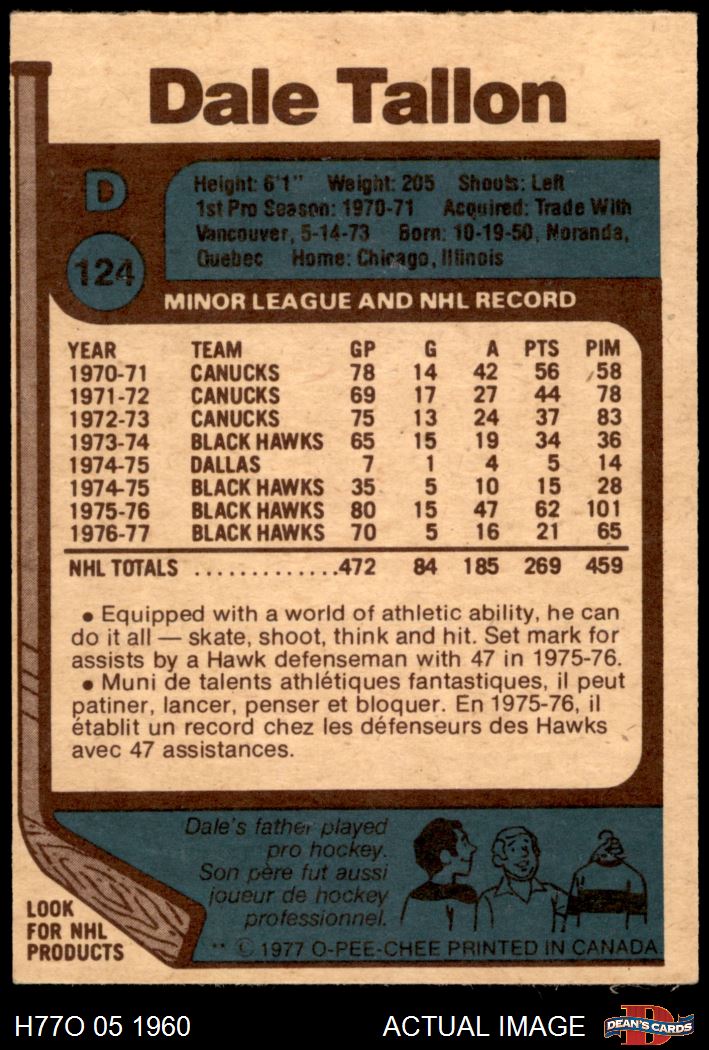 Dale Tallon
D
Height: 6'1" Weight: 205 Shoots: Left
1st Pro Season: 1970-71 Acquired: Trade With
Vancouver, 5-14-73 Born: 10-19-50, Noranda,
Quebec Home: Chicago, Illinois
124
MINOR LEAGUE AND NHL RECORD
YEAR TEAM GP G A PTS PIM
1970-71 CANUCKS 78 14 42 56 58
1971-72 CANUCKS 69 17 27 44 78
1972-73 CANUCKS 75 13 24 37 83
1973-74 BLACK HAWKS 65 15 19 34 36
1974-75 DALLAS 7 1 4 5 14
1974-75 BLACK HAWKS 35 5 10 15 28
1975-76 BLACK HAWKS 80 15 47 62 101
1976-77 BLACK HAWKS 70 5 16 21 65
NHL TOTALS .............472 84 185 269 459
• Equipped with a world of athletic ability, he can
do it all — skate, shoot, think and hit. Set mark for
assists by a Hawk defenseman with 47 in 1975-76.
• Muni de talents athlétiques fantastiques, il peut
patiner, lancer, penser et bloquer. En 1975-76, il
établit un record chez les défenseurs des Hawks
avec 47 assistances.
Dale's father played
pro hockey.
Son père fut aussi
joueur de hockey
professionnel.
LOOK
FOR NHL
PRODUCTS
** © 1977 O-PEE-CHEE PRINTED IN CANADA
H77O 05 1960 ACTUAL IMAGE
D
DEAN'S CARDS